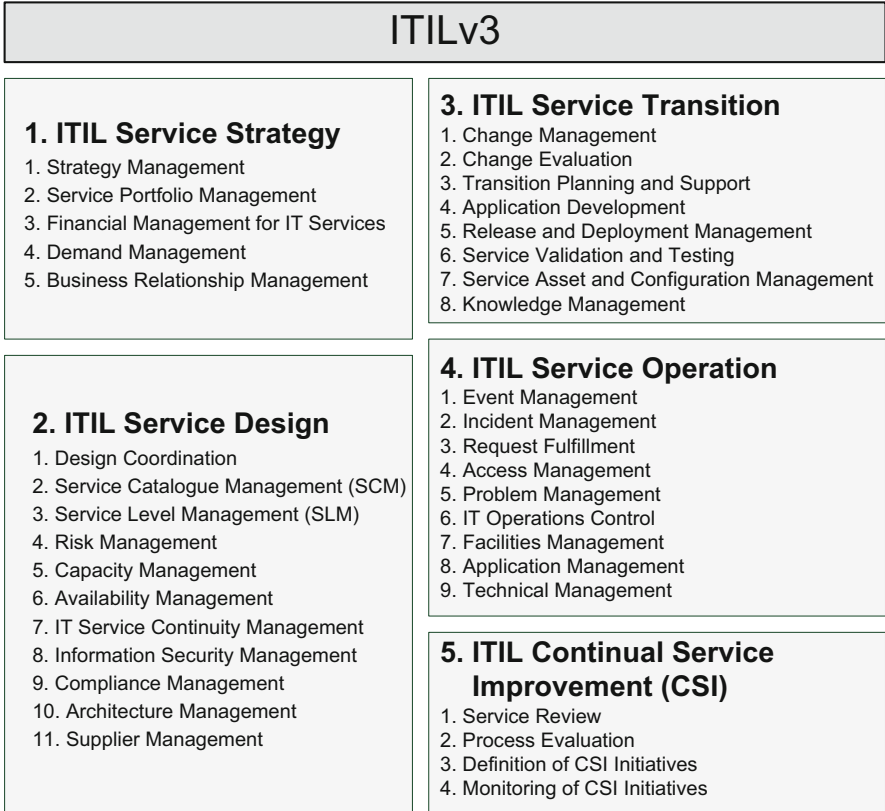 ITILv3
1. ITIL Service Strategy
1. Strategy Management
2. Service Portfolio Management
3. Financial Management for IT Services
4. Demand Management
5. Business Relationship Management
2. ITIL Service Design
1. Design Coordination
2. Service Catalogue Management (SCM)
3. Service Level Management (SLM)
4. Risk Management
5. Capacity Management
6. Availability Management
7. IT Service Continuity Management
8. Information Security Management
9. Compliance Management
10. Architecture Management
11. Supplier Management
3. ITIL Service Transition
1. Change Management
2. Change Evaluation
3. Transition Planning and Support
4. Application Development
5. Release and Deployment Management
6. Service Validation and Testing
7. Service Asset and Configuration Management
8. Knowledge Management
4. ITIL Service Operation
1. Event Management
2. Incident Management
3. Request Fulfillment
4. Access Management
5. Problem Management
6. IT Operations Control
7. Facilities Management
8. Application Management
9. Technical Management
5. ITIL Continual Service
Improvement (CSI)
1. Service Review
2. Process Evaluation
3. Definition of CSI Initiatives
4. Monitoring of CSI Initiatives